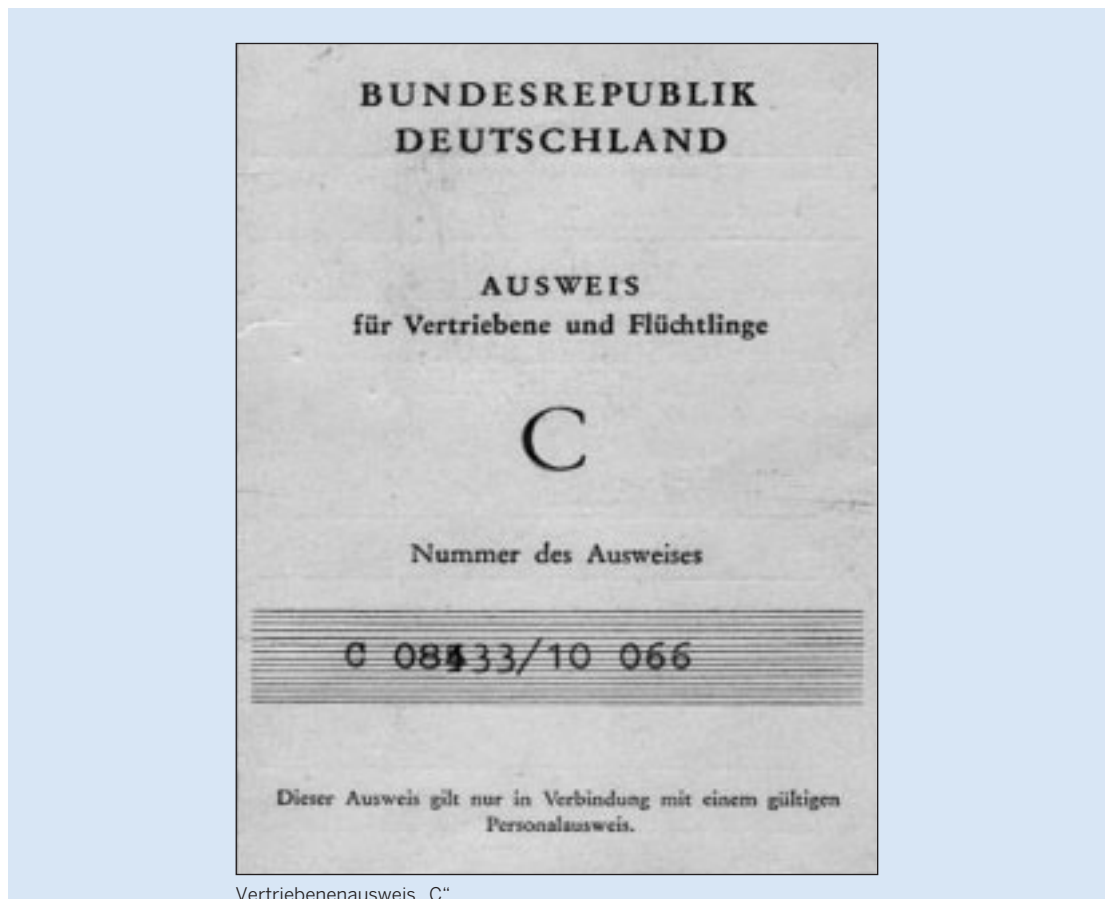 BUNDESREPUBLIK
DEUTSCHLAND
AUSWEIS
für Vertriebene und Flüchtlinge
C
Nummer des Ausweises
C 10 066
Dieser Ausweis gilt nur in Verbindung mit einem gültigen
Personalausweis.
Vertriebenenausweis „C“